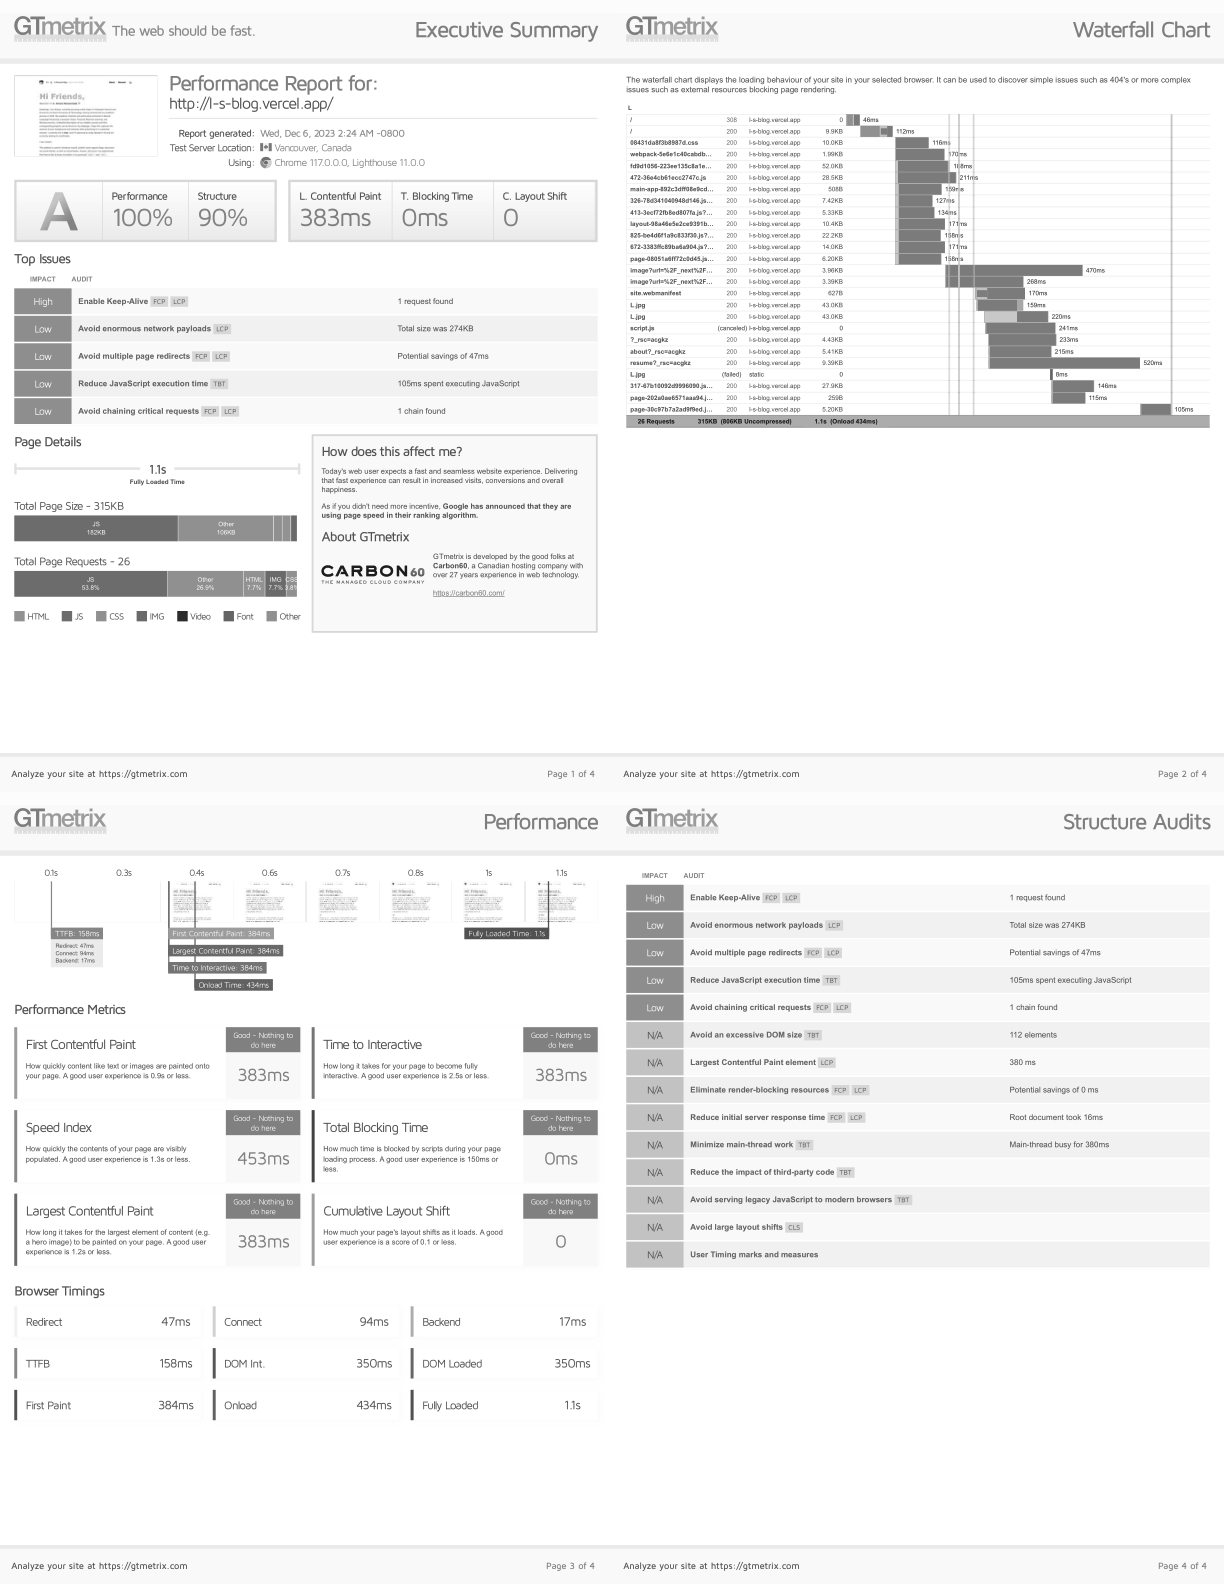 GTmetrix The web should be fast.
Executive Summary
Hi Friends,
Performance Report for:
http://l-s-blog.vercel.app/
Report generated: Wed, Dec 6, 2023 2:24 AM -0800
Test Server Location: Vancouver, Canada
Using: Chrome 117.0.0.0, Lighthouse 11.0.0
A
Performance Structure
100% 90%
L. Contentful Paint T. Blocking Time C. Layout Shift
383ms 0ms 0
Top Issues
IMPACT AUDIT
High Enable Keep-Alive FCP LCP 1 request found
Low Avoid enormous network payloads LCP Total size was 274KB
Low Avoid multiple page redirects FCP LCP Potential savings of 47ms
Low Reduce JavaScript execution time TBT 105ms spent executing JavaScript
Low Avoid chaining critical requests FCP LCP 1 chain found
Page Details
1.1s
Fully Loaded Time
Total Page Size - 315KB
JS Other
182KB 106KB
Total Page Requests - 26
JS Other HTML IMG CSS
53.8% 26.9% 7.7% 7.7% 3.8%
HTML JS CSS IMG Video Font Other
How does this affect me?
Today's web user expects a fast and seamless website experience. Delivering
that fast experience can result in increased visits, conversions and overall
happiness.
As if you didn't need more incentive, Google has announced that they are
using page speed in their ranking algorithm.
About GTmetrix
CARBON60
THE MANAGED CLOUD COMPANY
GTmetrix is developed by the good folks at
Carbon60, a Canadian hosting company with
over 27 years experience in web technology.
https://carbon60.com/
Analyze your site at https://gtmetrix.com Page 1 of 4
GTmetrix
Waterfall Chart
The waterfall chart displays the loading behaviour of your site in your selected browser. It can be used to discover simple issues such as 404's or more complex
issues such as external resources blocking page rendering.
L
/ 308 l-s-blog.vercel.app 0 46ms
/ 200 l-s-blog.vercel.app 9.9KB 112ms
08431da8f3b8987d.css 200 l-s-blog.vercel.app 10.0KB 116ms
webpack-5e6e1c40cabdb... 200 l-s-blog.vercel.app 1.99KB 170ms
fd9d1056-223ee135c8a1e... 200 l-s-blog.vercel.app 52.0KB 168ms
472-36e4cb61ecc2747c.js 200 l-s-blog.vercel.app 28.5KB 211ms
main-app-892c3dff08e9cd... 200 l-s-blog.vercel.app 508B 159ms
326-78d341040948d146.js... 200 l-s-blog.vercel.app 7.42KB 127ms
413-3ecf72fb8ed807fa.js?... 200 l-s-blog.vercel.app 5.33KB 134ms
layout-98a46e5e2ce9391b... 200 l-s-blog.vercel.app 10.4KB 171ms
825-be4d6f1a9c833f30.js?... 200 l-s-blog.vercel.app 22.2KB 158ms
672-3383ffc89ba6a904.js?... 200 l-s-blog.vercel.app 14.0KB 171ms
page-08051a6ff72c0d45.js... 200 l-s-blog.vercel.app 6.20KB 158ms
image?url=%2F_next%2F... 200 l-s-blog.vercel.app 3.96KB 470ms
image?url=%2F_next%2F... 200 l-s-blog.vercel.app 3.39KB 268ms
site.webmanifest 200 l-s-blog.vercel.app 627B 170ms
L.jpg 200 l-s-blog.vercel.app 43.0KB 159ms
L.jpg 200 l-s-blog.vercel.app 43.0KB 220ms
script.js (canceled) l-s-blog.vercel.app 0 241ms
?_rsc=acgkz 200 l-s-blog.vercel.app 4.43KB 233ms
about?_rsc=acgkz 200 l-s-blog.vercel.app 5.41KB 215ms
resume?_rsc=acgkz 200 l-s-blog.vercel.app 9.39KB 520ms
L.jpg (failed) static 0 8ms
317-67b10092d9996090.js... 200 l-s-blog.vercel.app 27.9KB 146ms
page-202a0ae6571aaa94.j... 200 l-s-blog.vercel.app 259B 115ms
page-30c97b7a2ad9f9ed.j... 200 l-s-blog.vercel.app 5.20KB 105ms
26 Requests 315KB (806KB Uncompressed) 1.1s (Onload 434ms)
Analyze your site at https://gtmetrix.com Page 2 of 4
GTmetrix
Performance
0.1s 0.3s 0.4s 0.6s 0.7s 0.8s 1s 1.1s
TTFB: 158ms
Redirect: 47ms
Connect: 94ms
Backend: 17ms
First Contentful Paint: 384ms
Largest Contentful Paint: 384ms
Time to Interactive: 384ms
Onload Time: 434ms
Fully Loaded Time: 1.1s
Performance Metrics
First Contentful Paint
How quickly content like text or images are painted onto
your page. A good user experience is 0.9s or less.
Good - Nothing to
do here
383ms
Time to Interactive
How long it takes for your page to become fully
interactive. A good user experience is 2.5s or less.
Good - Nothing to
do here
383ms
Speed Index
How quickly the contents of your page are visibly
populated. A good user experience is 1.3s or less.
Good - Nothing to
do here
453ms
Total Blocking Time
How much time is blocked by scripts during your page
loading process. A good user experience is 150ms or
less.
Good - Nothing to
do here
0ms
Largest Contentful Paint
How long it takes for the largest element of content (e.g.
a hero image) to be painted on your page. A good user
experience is 1.2s or less.
Good - Nothing to
do here
383ms
Cumulative Layout Shift
How much your page's layout shifts as it loads. A good
user experience is a score of 0.1 or less.
Good - Nothing to
do here
0
Browser Timings
Redirect 47ms Connect 94ms Backend 17ms
TTFB 158ms DOM Int. 350ms DOM Loaded 350ms
First Paint 384ms Onload 434ms Fully Loaded 1.1s
Analyze your site at https://gtmetrix.com Page 3 of 4
GTmetrix
Structure Audits
IMPACT AUDIT
High Enable Keep-Alive FCP LCP 1 request found
Low Avoid enormous network payloads LCP Total size was 274KB
Low Avoid multiple page redirects FCP LCP Potential savings of 47ms
Low Reduce JavaScript execution time TBT 105ms spent executing JavaScript
Low Avoid chaining critical requests FCP LCP 1 chain found
N/A Avoid an excessive DOM size TBT 112 elements
N/A Largest Contentful Paint element LCP 380 ms
N/A Eliminate render-blocking resources FCP LCP Potential savings of 0 ms
N/A Reduce initial server response time FCP LCP Root document took 16ms
N/A Minimize main-thread work TBT Main-thread busy for 380ms
N/A Reduce the impact of third-party code TBT
N/A Avoid serving legacy JavaScript to modern browsers TBT
N/A Avoid large layout shifts CLS
N/A User Timing marks and measures
Analyze your site at https://gtmetrix.com Page 4 of 4